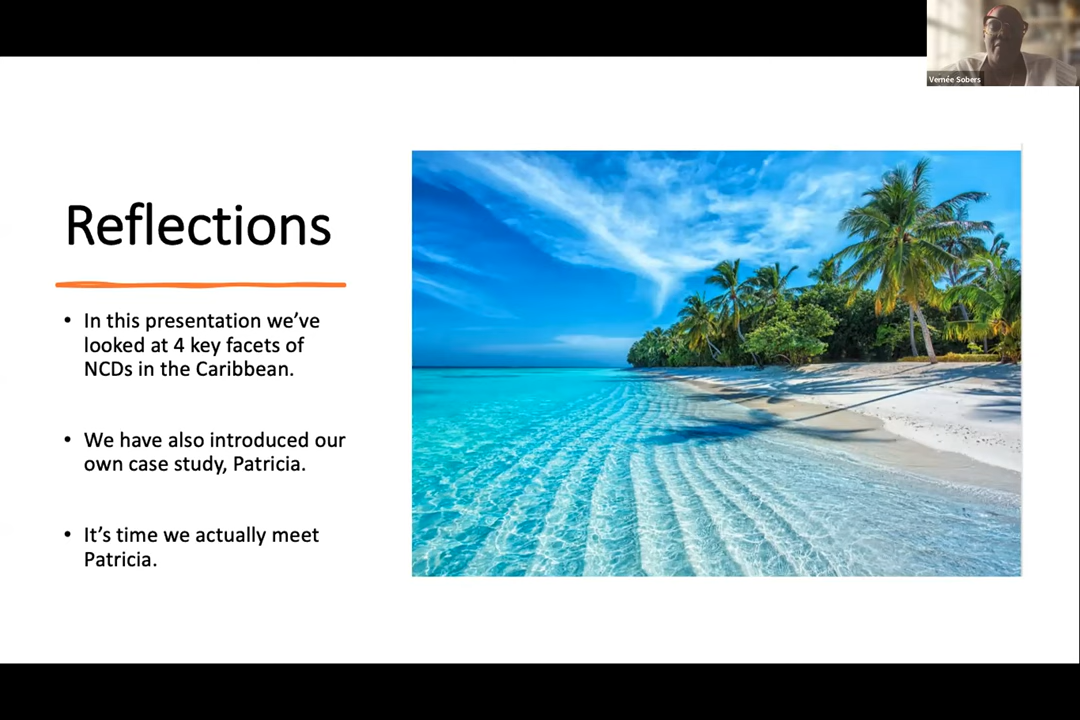 Vernée Sobers
Reflections
• In this presentation we’ve
looked at 4 key facets of
NCDs in the Caribbean.
• We have also introduced our
own case study, Patricia.
• It’s time we actually meet
Patricia.